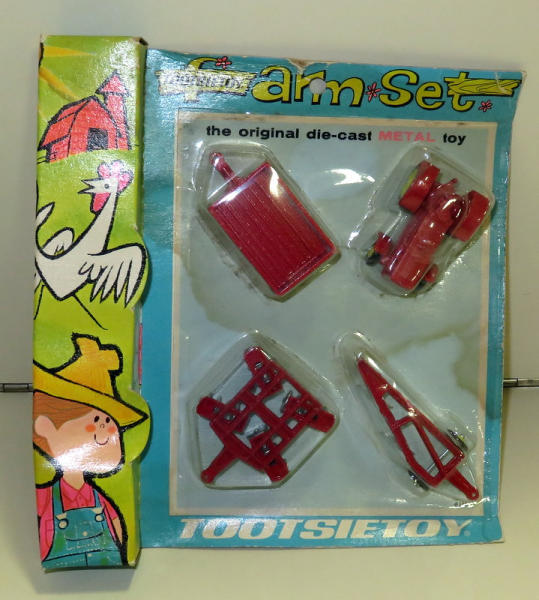 Farm Set
the original die-cast METAL toy
TOOTSIETOY®